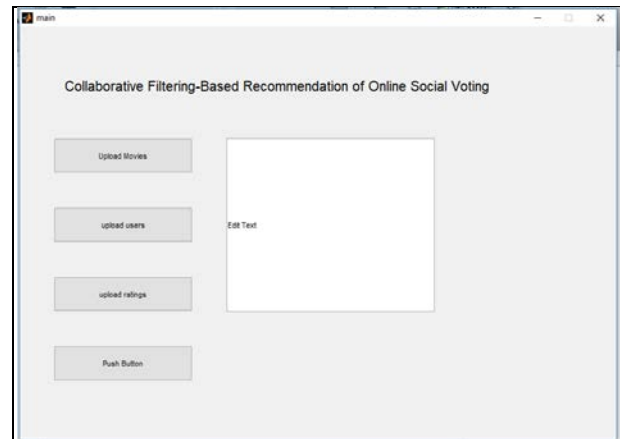 main
Collaborative Filtering-Based Recommendation of Online Social Voting
Upload Movies
upload users
Edit Text
upload ratings
Push Button